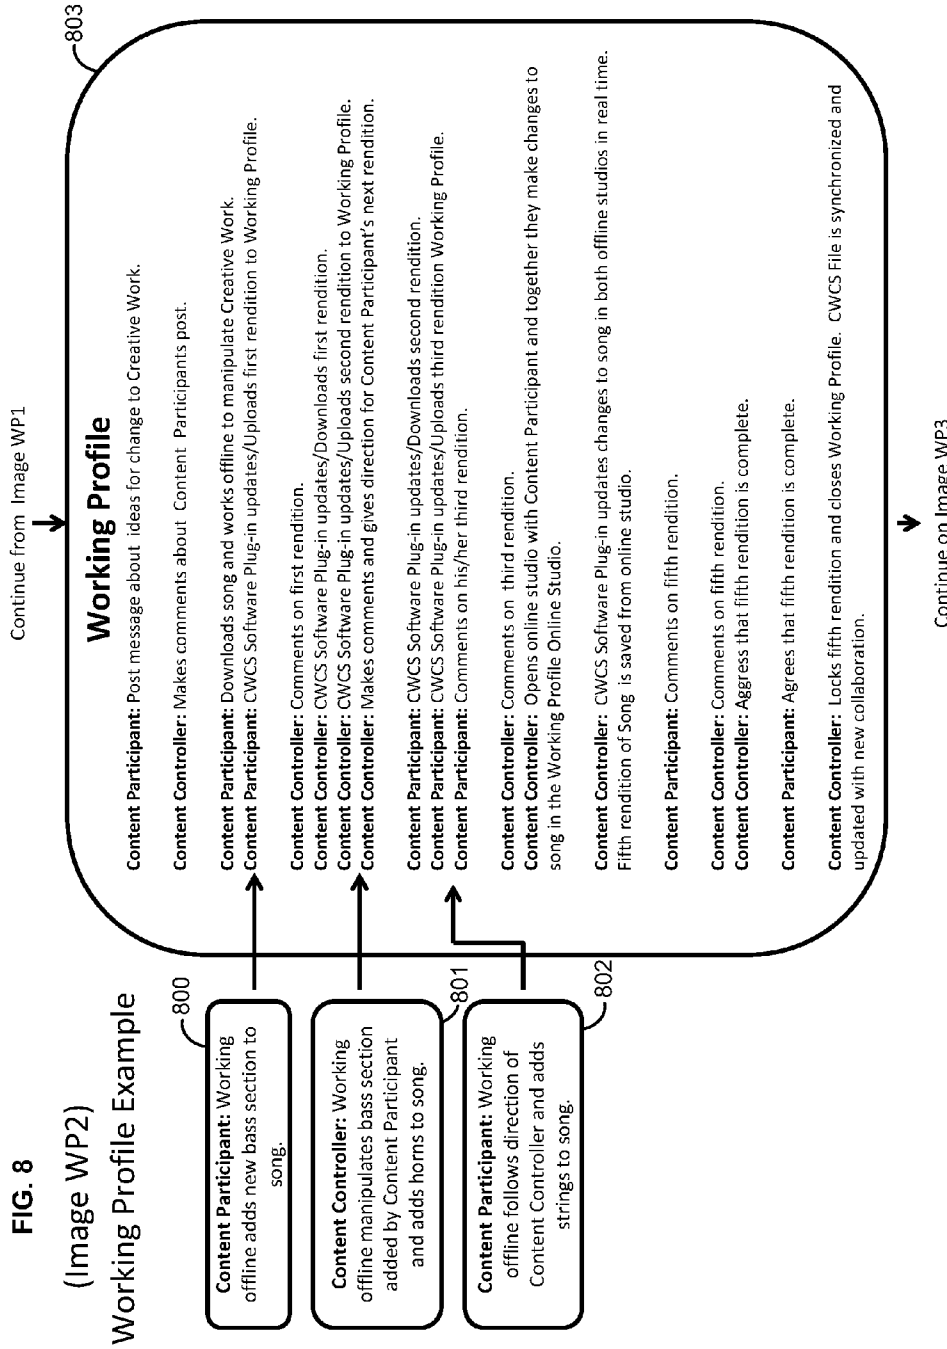 FIG. 8
(Image WP2)
Working Profile Example
Continue from Image WP1
803
Working Profile
Content Participant: Post message about ideas for change to Creative Work.
Content Controller: Makes comments about Content Participants post.
Content Participant: Downloads song and works offline to manipulate Creative Work.
Content Participant: CWCS Software Plug-in updates/Uploads first rendition to Working Profile.
Content Controller: Comments on first rendition.
Content Controller: CWCS Software Plug-in updates/Downloads first rendition.
Content Controller: CWCS Software Plug-in updates/Uploads second rendition to Working Profile.
Content Controller: Makes comments and gives direction for Content Participant's next rendition.
Content Participant: CWCS Software Plug-in updates/Downloads second rendition.
Content Participant: CWCS Software Plug-in updates/Uploads third rendition Working Profile.
Content Participant: Comments on his/her third rendition.
Content Controller: Comments on third rendition.
Content Controller: Opens online studio with Content Participant and together they make changes to
song in the Working Profile Online Studio.
Content Controller: CWCS Software Plug-in updates changes to song in both offline studios in real time.
Fifth rendition of Song is saved from online studio.
Content Participant: Comments on fifth rendition.
Content Controller: Comments on fifth rendition.
Content Controller: Aggress that fifth rendition is complete.
Content Participant: Agrees that fifth rendition is complete.
Content Controller: Locks fifth rendition and closes Working Profile. CWCS File is synchronized and
updated with new collaboration.
800
Content Participant: Working
offline adds new bass section to
song.
801
Content Controller: Working
offline manipulates bass section
added by Content Participant
and adds horns to song.
802
Content Participant: Working
offline follows direction of
Content Controller and adds
strings to song.
Continue on Image WP3